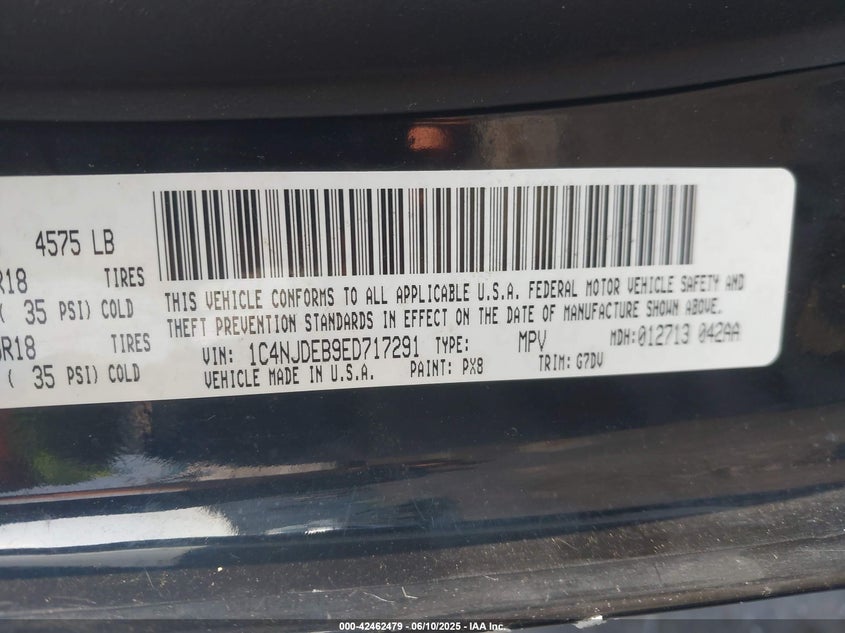 4575 LB
R18 TIRES
( 35 PSI) COLD
R18 TIRES
( 35 PSI) COLD
THIS VEHICLE CONFORMS TO ALL APPLICABLE U.S.A. FEDERAL MOTOR VEHICLE SAFETY AND
THEFT PREVENTION STANDARDS IN EFFECT ON THE DATE OF MANUFACTURE SHOWN ABOVE.
VIN: 1C4NJDEB9ED717291 TYPE: MPV MDH:012713 042AA
VEHICLE MADE IN U.S.A. PAINT: PX8 TRIM: G7DV
000-42462479 - 06/10/2025 - IAA Inc.